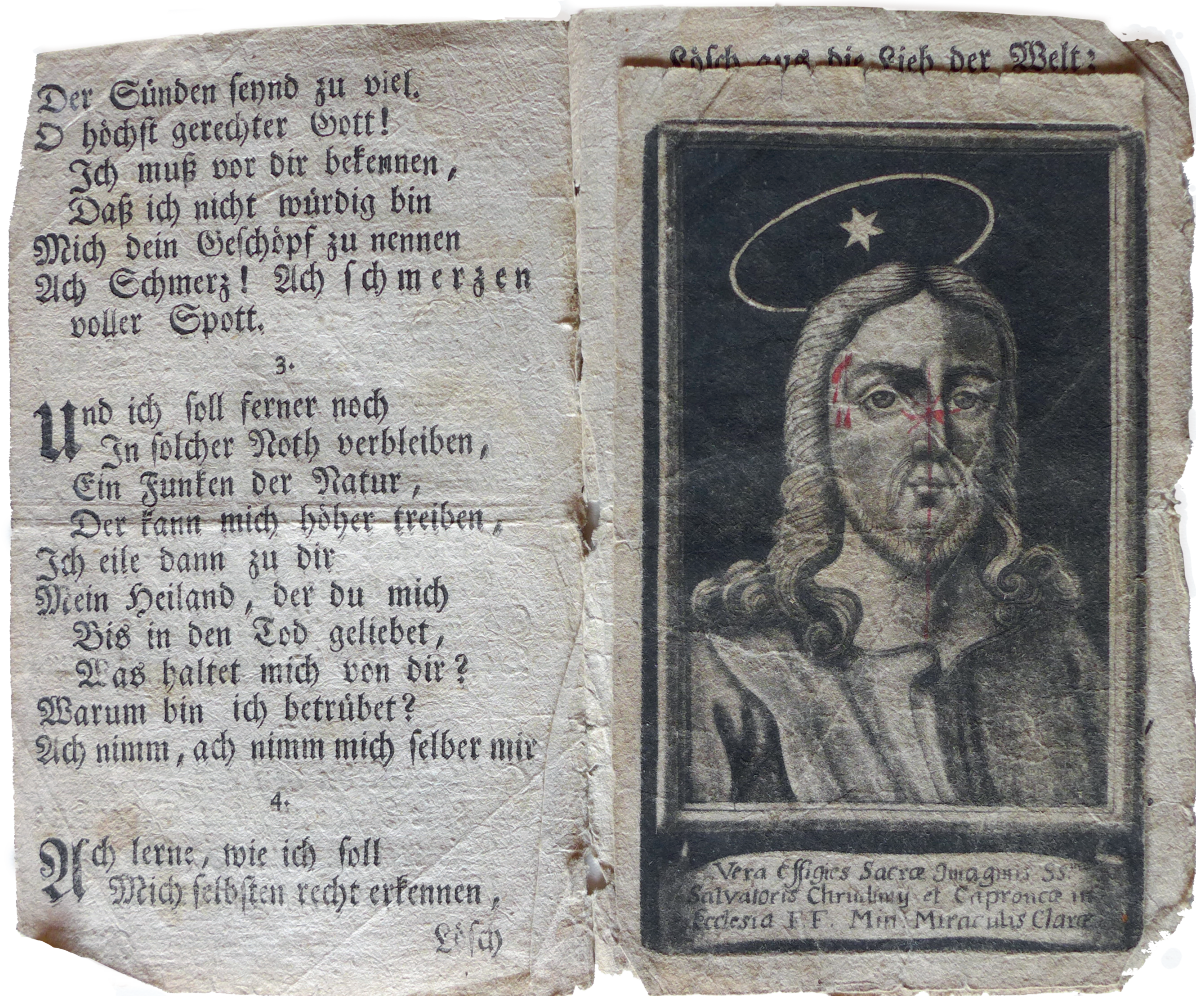 Der Sünden seynd zu viel.
O höchst gerechter Gott!
Ich muß vor dir bekennen,
Daß ich nicht würdig bin
Mich dein Geschöpf zu nennen
Ach Schmerz! Ach schmerzen
voller Spott.
3.
Und ich soll ferner noch
In solcher Noth verbleiben,
Ein Funken der Natur,
Der kann mich höher treiben,
Ich eile dann zu dir
Mein Heiland, der du mich
Bis in den Tod geliebet,
Was haltet mich von dir?
Warum bin ich betrübet?
Ach nimm, ach nimm mich selber mir
4.
Ach lerne, wie ich soll
Mich selbsten recht erkennen,
Lösch
Lösch aus die Lieb der Welt:
Vera Effigies Sacræ Imaginis SS.
Salvatoris et in
Ecclesia F F. Min Miraculis Claræ